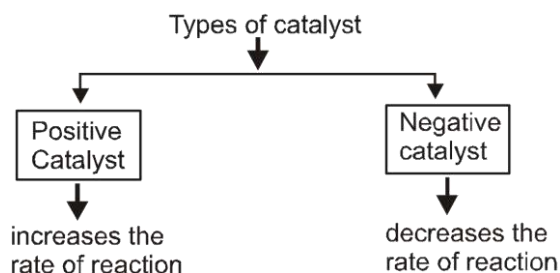 Types of catalyst
Positive
Catalyst
Negative
catalyst
increases the
rate of reaction
decreases the
rate of reaction